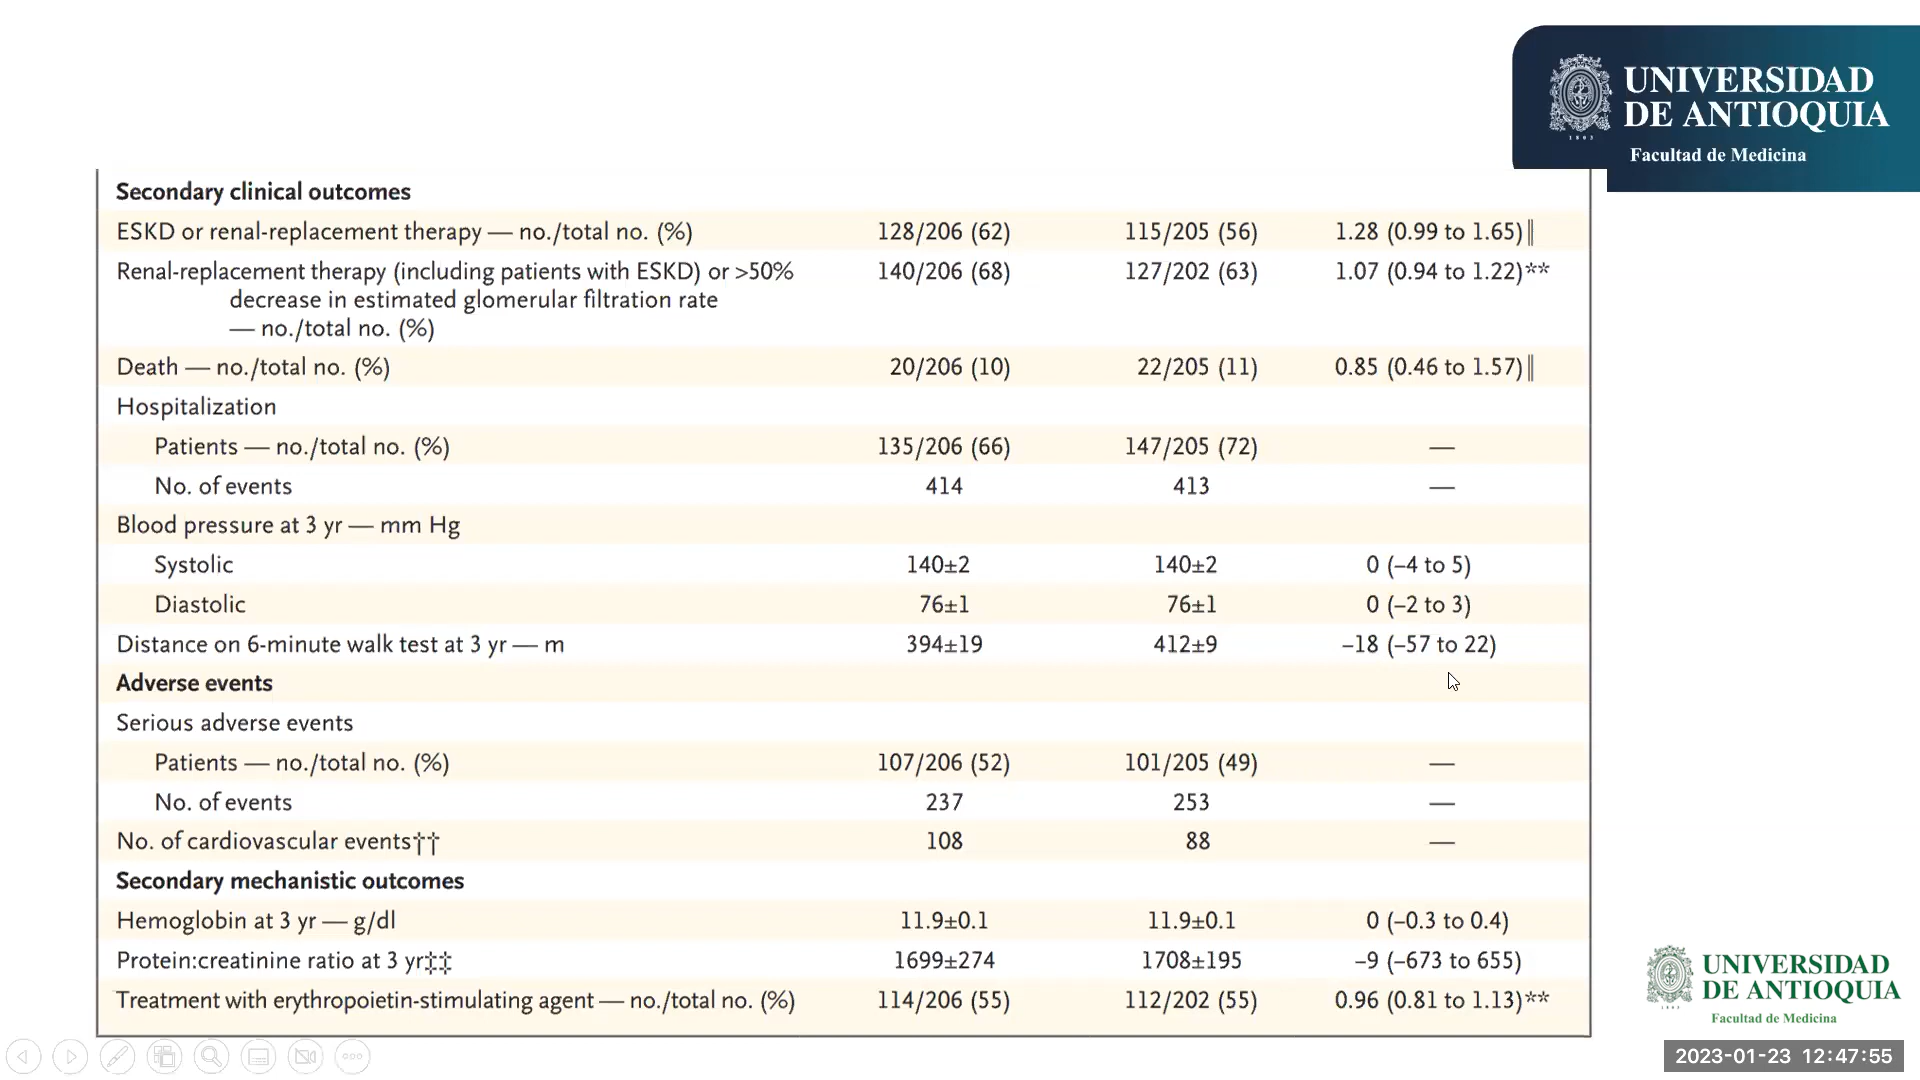 UNIVERSIDAD
DE ANTIOQUIA
1803
Facultad de Medicina
Secondary clinical outcomes
ESKD or renal-replacement therapy — no./total no. (%) 128/206 (62) 115/205 (56) 1.28 (0.99 to 1.65)‖
Renal-replacement therapy (including patients with ESKD) or >50% 140/206 (68) 127/202 (63) 1.07 (0.94 to 1.22)**
decrease in estimated glomerular filtration rate
— no./total no. (%)
Death — no./total no. (%) 20/206 (10) 22/205 (11) 0.85 (0.46 to 1.57)‖
Hospitalization
Patients — no./total no. (%) 135/206 (66) 147/205 (72) —
No. of events 414 413 —
Blood pressure at 3 yr — mm Hg
Systolic 140±2 140±2 0 (–4 to 5)
Diastolic 76±1 76±1 0 (–2 to 3)
Distance on 6-minute walk test at 3 yr — m 394±19 412±9 –18 (–57 to 22)
Adverse events
Serious adverse events
Patients — no./total no. (%) 107/206 (52) 101/205 (49) —
No. of events 237 253 —
No. of cardiovascular events†† 108 88 —
Secondary mechanistic outcomes
Hemoglobin at 3 yr — g/dl 11.9±0.1 11.9±0.1 0 (–0.3 to 0.4)
Protein:creatinine ratio at 3 yr‡‡ 1699±274 1708±195 –9 (–673 to 655)
Treatment with erythropoietin-stimulating agent — no./total no. (%) 114/206 (55) 112/202 (55) 0.96 (0.81 to 1.13)**
UNIVERSIDAD
DE ANTIOQUIA
Facultad de Medicina
2023-01-23 12:47:55